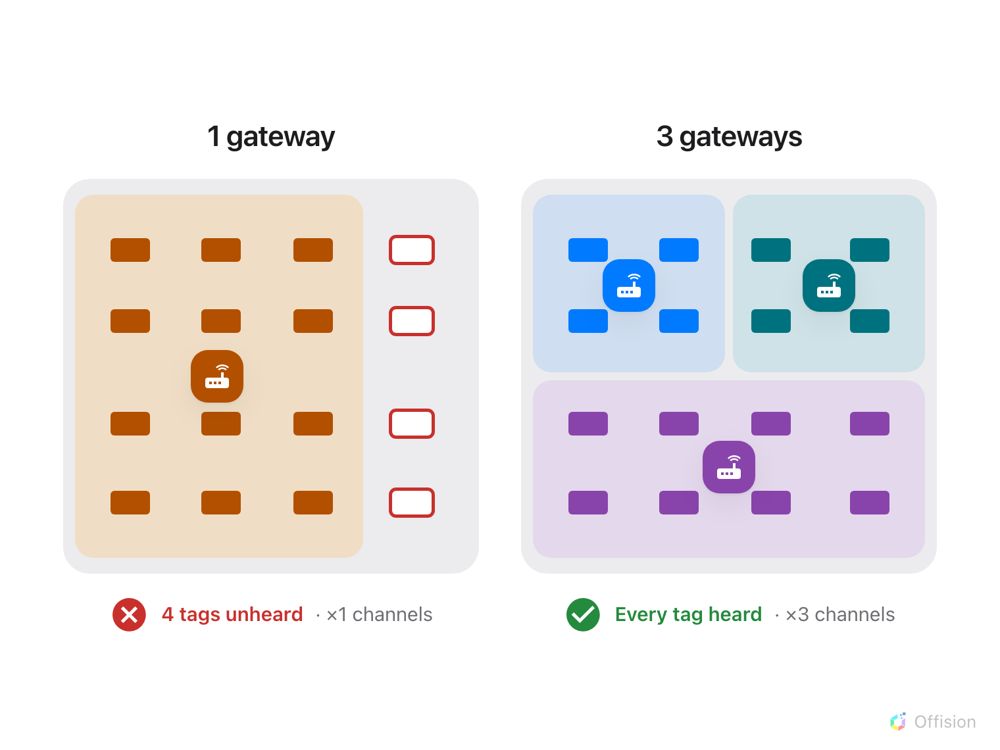 1 gateway
3 gateways
4 tags unheard · ×1 channels
Every tag heard · ×3 channels
Offision